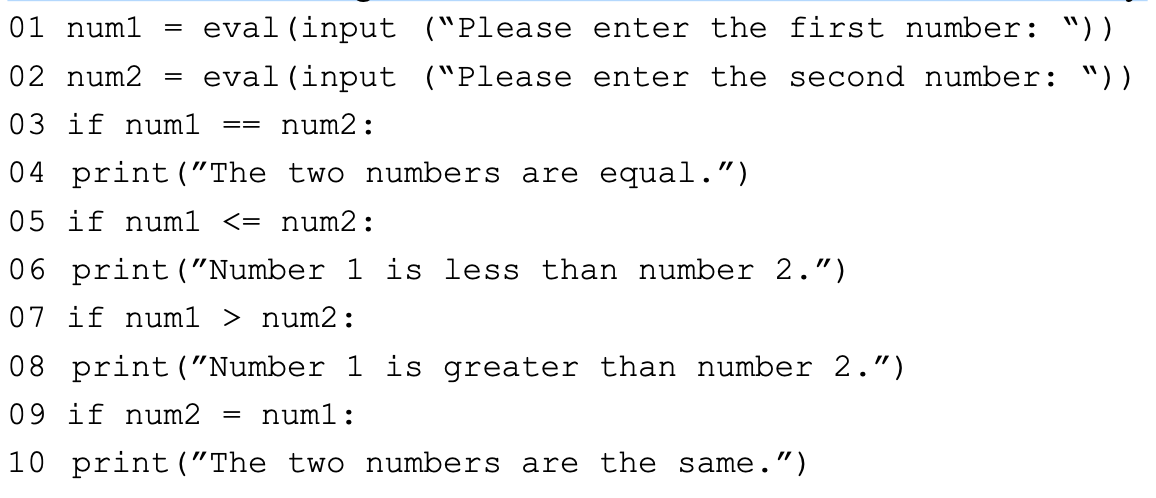 01 num1 = eval(input (“Please enter the first number: “))
02 num2 = eval(input (“Please enter the second number: “))
03 if num1 == num2:
04 print(”The two numbers are equal.”)
05 if num1 <= num2:
06 print(”Number 1 is less than number 2.”)
07 if num1 > num2:
08 print(”Number 1 is greater than number 2.”)
09 if num2 = num1:
10 print(”The two numbers are the same.”)